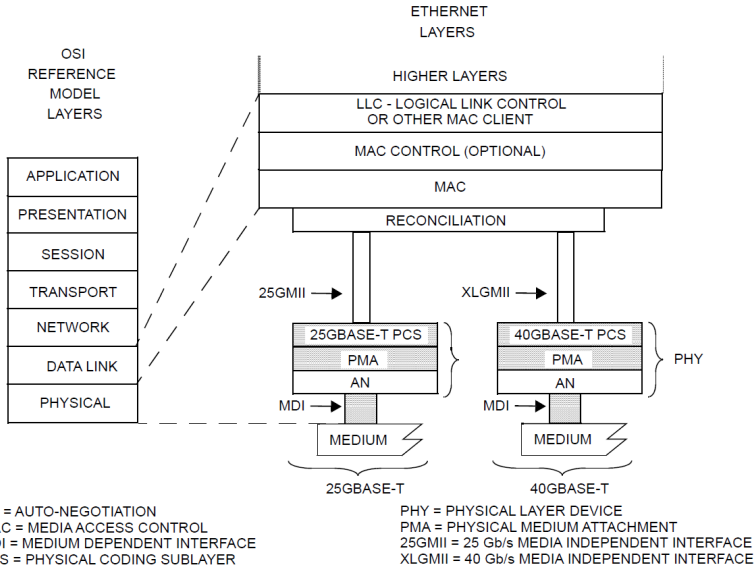 ETHERNET
LAYERS
OSI
REFERENCE
MODEL
LAYERS
HIGHER LAYERS
LLC - LOGICAL LINK CONTROL
OR OTHER MAC CLIENT
MAC CONTROL (OPTIONAL)
MAC
RECONCILIATION
APPLICATION
PRESENTATION
SESSION
TRANSPORT
NETWORK
DATA LINK
PHYSICAL
25GMII
XLGMII
25GBASE-T PCS
PMA
AN
MDI
MEDIUM
25GBASE-T
40GBASE-T PCS
PMA
AN
PHY
MDI
MEDIUM
40GBASE-T
= AUTO-NEGOTIATION
C = MEDIA ACCESS CONTROL
I = MEDIUM DEPENDENT INTERFACE
S = PHYSICAL CODING SUBLAYER
PHY = PHYSICAL LAYER DEVICE
PMA = PHYSICAL MEDIUM ATTACHMENT
25GMII = 25 Gb/s MEDIA INDEPENDENT INTERFACE
XLGMII = 40 Gb/s MEDIA INDEPENDENT INTERFACE